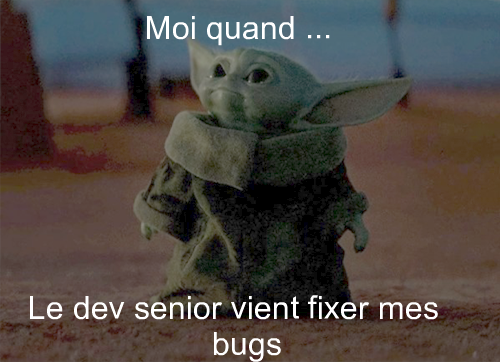 Moi quand ...
Le dev senior vient fixer mes
bugs